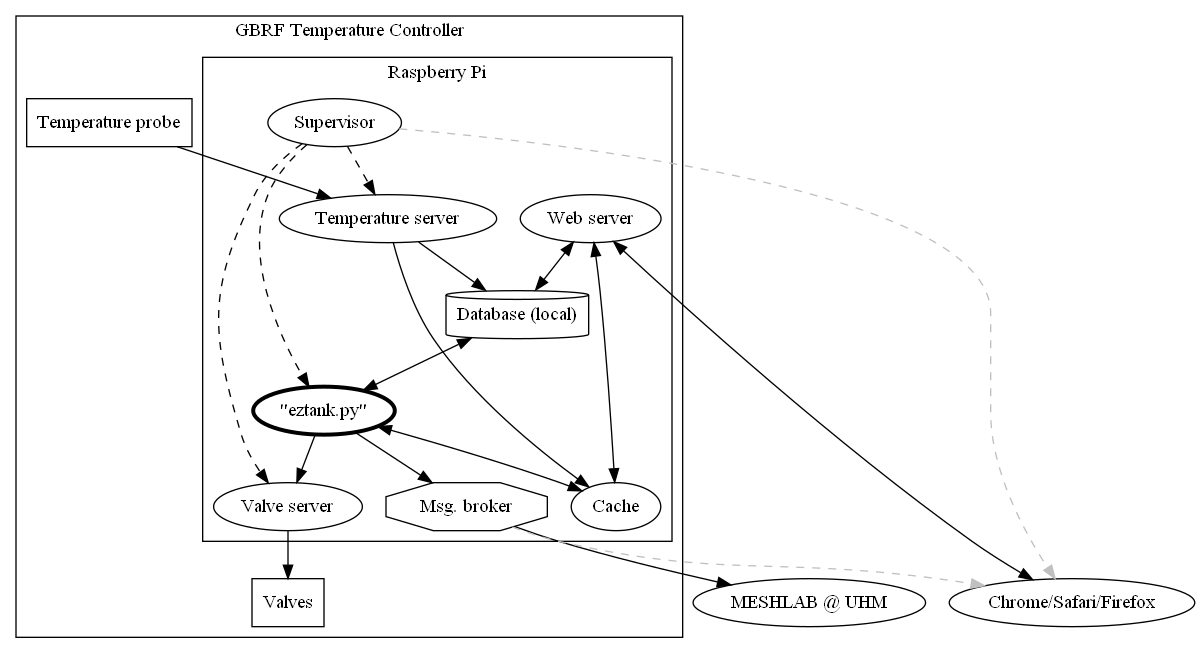 GBRF Temperature Controller
Raspberry Pi
Temperature probe
Supervisor
Temperature server
Web server
Database (local)
"eztank.py"
Valve server
Msg. broker
Cache
Valves
MESHLAB @ UHM
Chrome/Safari/Firefox